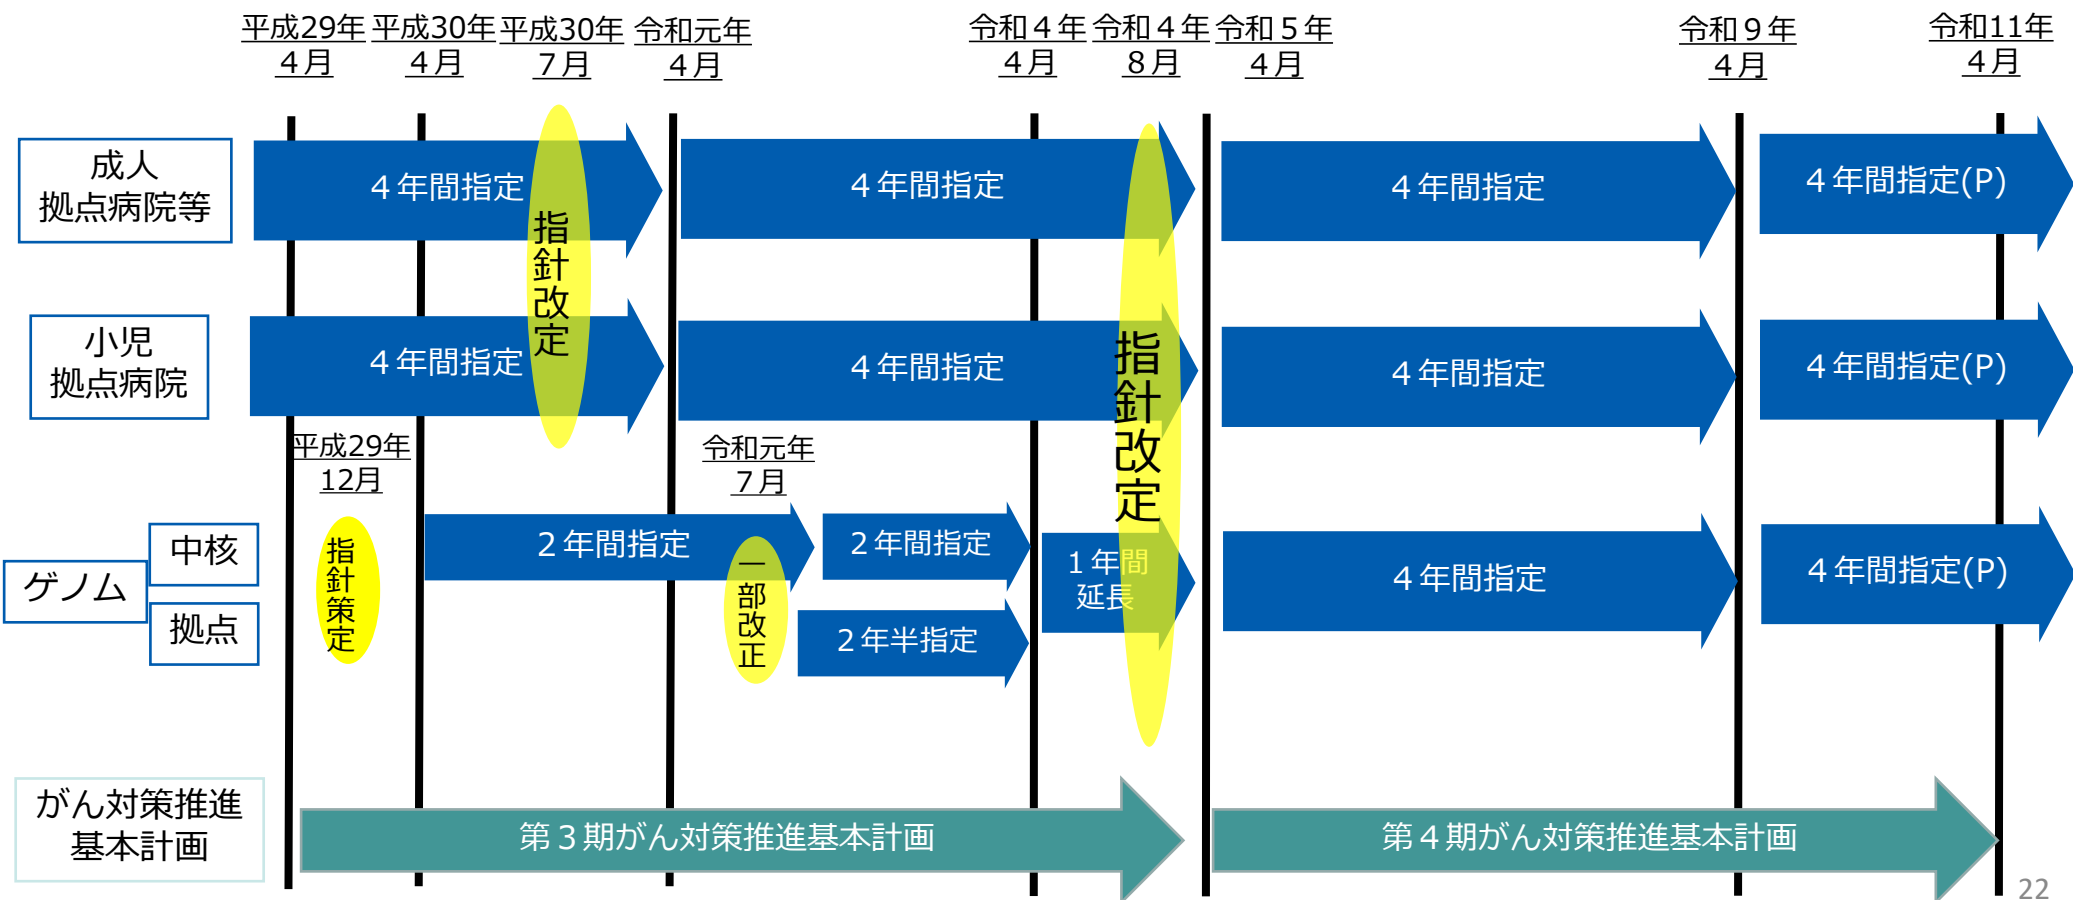 平成29年
４月
平成30年
４月
平成30年
７月
令和元年
４月
令和４年
４月
令和４年
８月
令和５年
４月
令和９年
４月
令和11年
４月
成人
拠点病院等
４年間指定
４年間指定
４年間指定
４年間指定(P)
指針改定
小児
拠点病院
４年間指定
４年間指定
４年間指定
４年間指定(P)
指針改定
平成29年
12月
令和元年
７月
ゲノム
中核
拠点
指針策定
２年間指定
一部改正
２年間指定
２年半指定
１年間
延長
４年間指定
４年間指定(P)
がん対策推進
基本計画
第３期がん対策推進基本計画
第４期がん対策推進基本計画
22